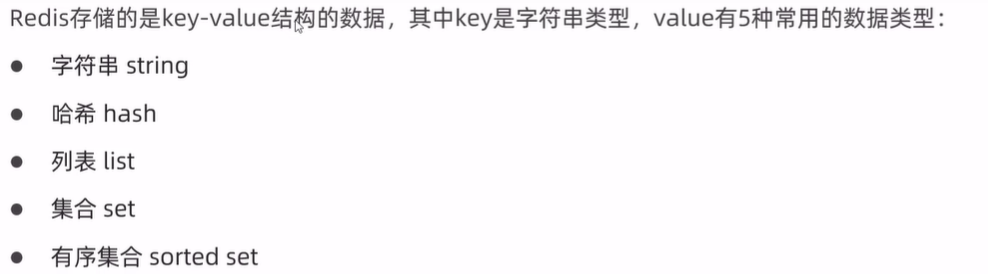 Redis存储的是key-value结构的数据，其中key是字符串类型，value有5种常用的数据类型：
● 字符串 string
● 哈希 hash
● 列表 list
● 集合 set
● 有序集合 sorted set